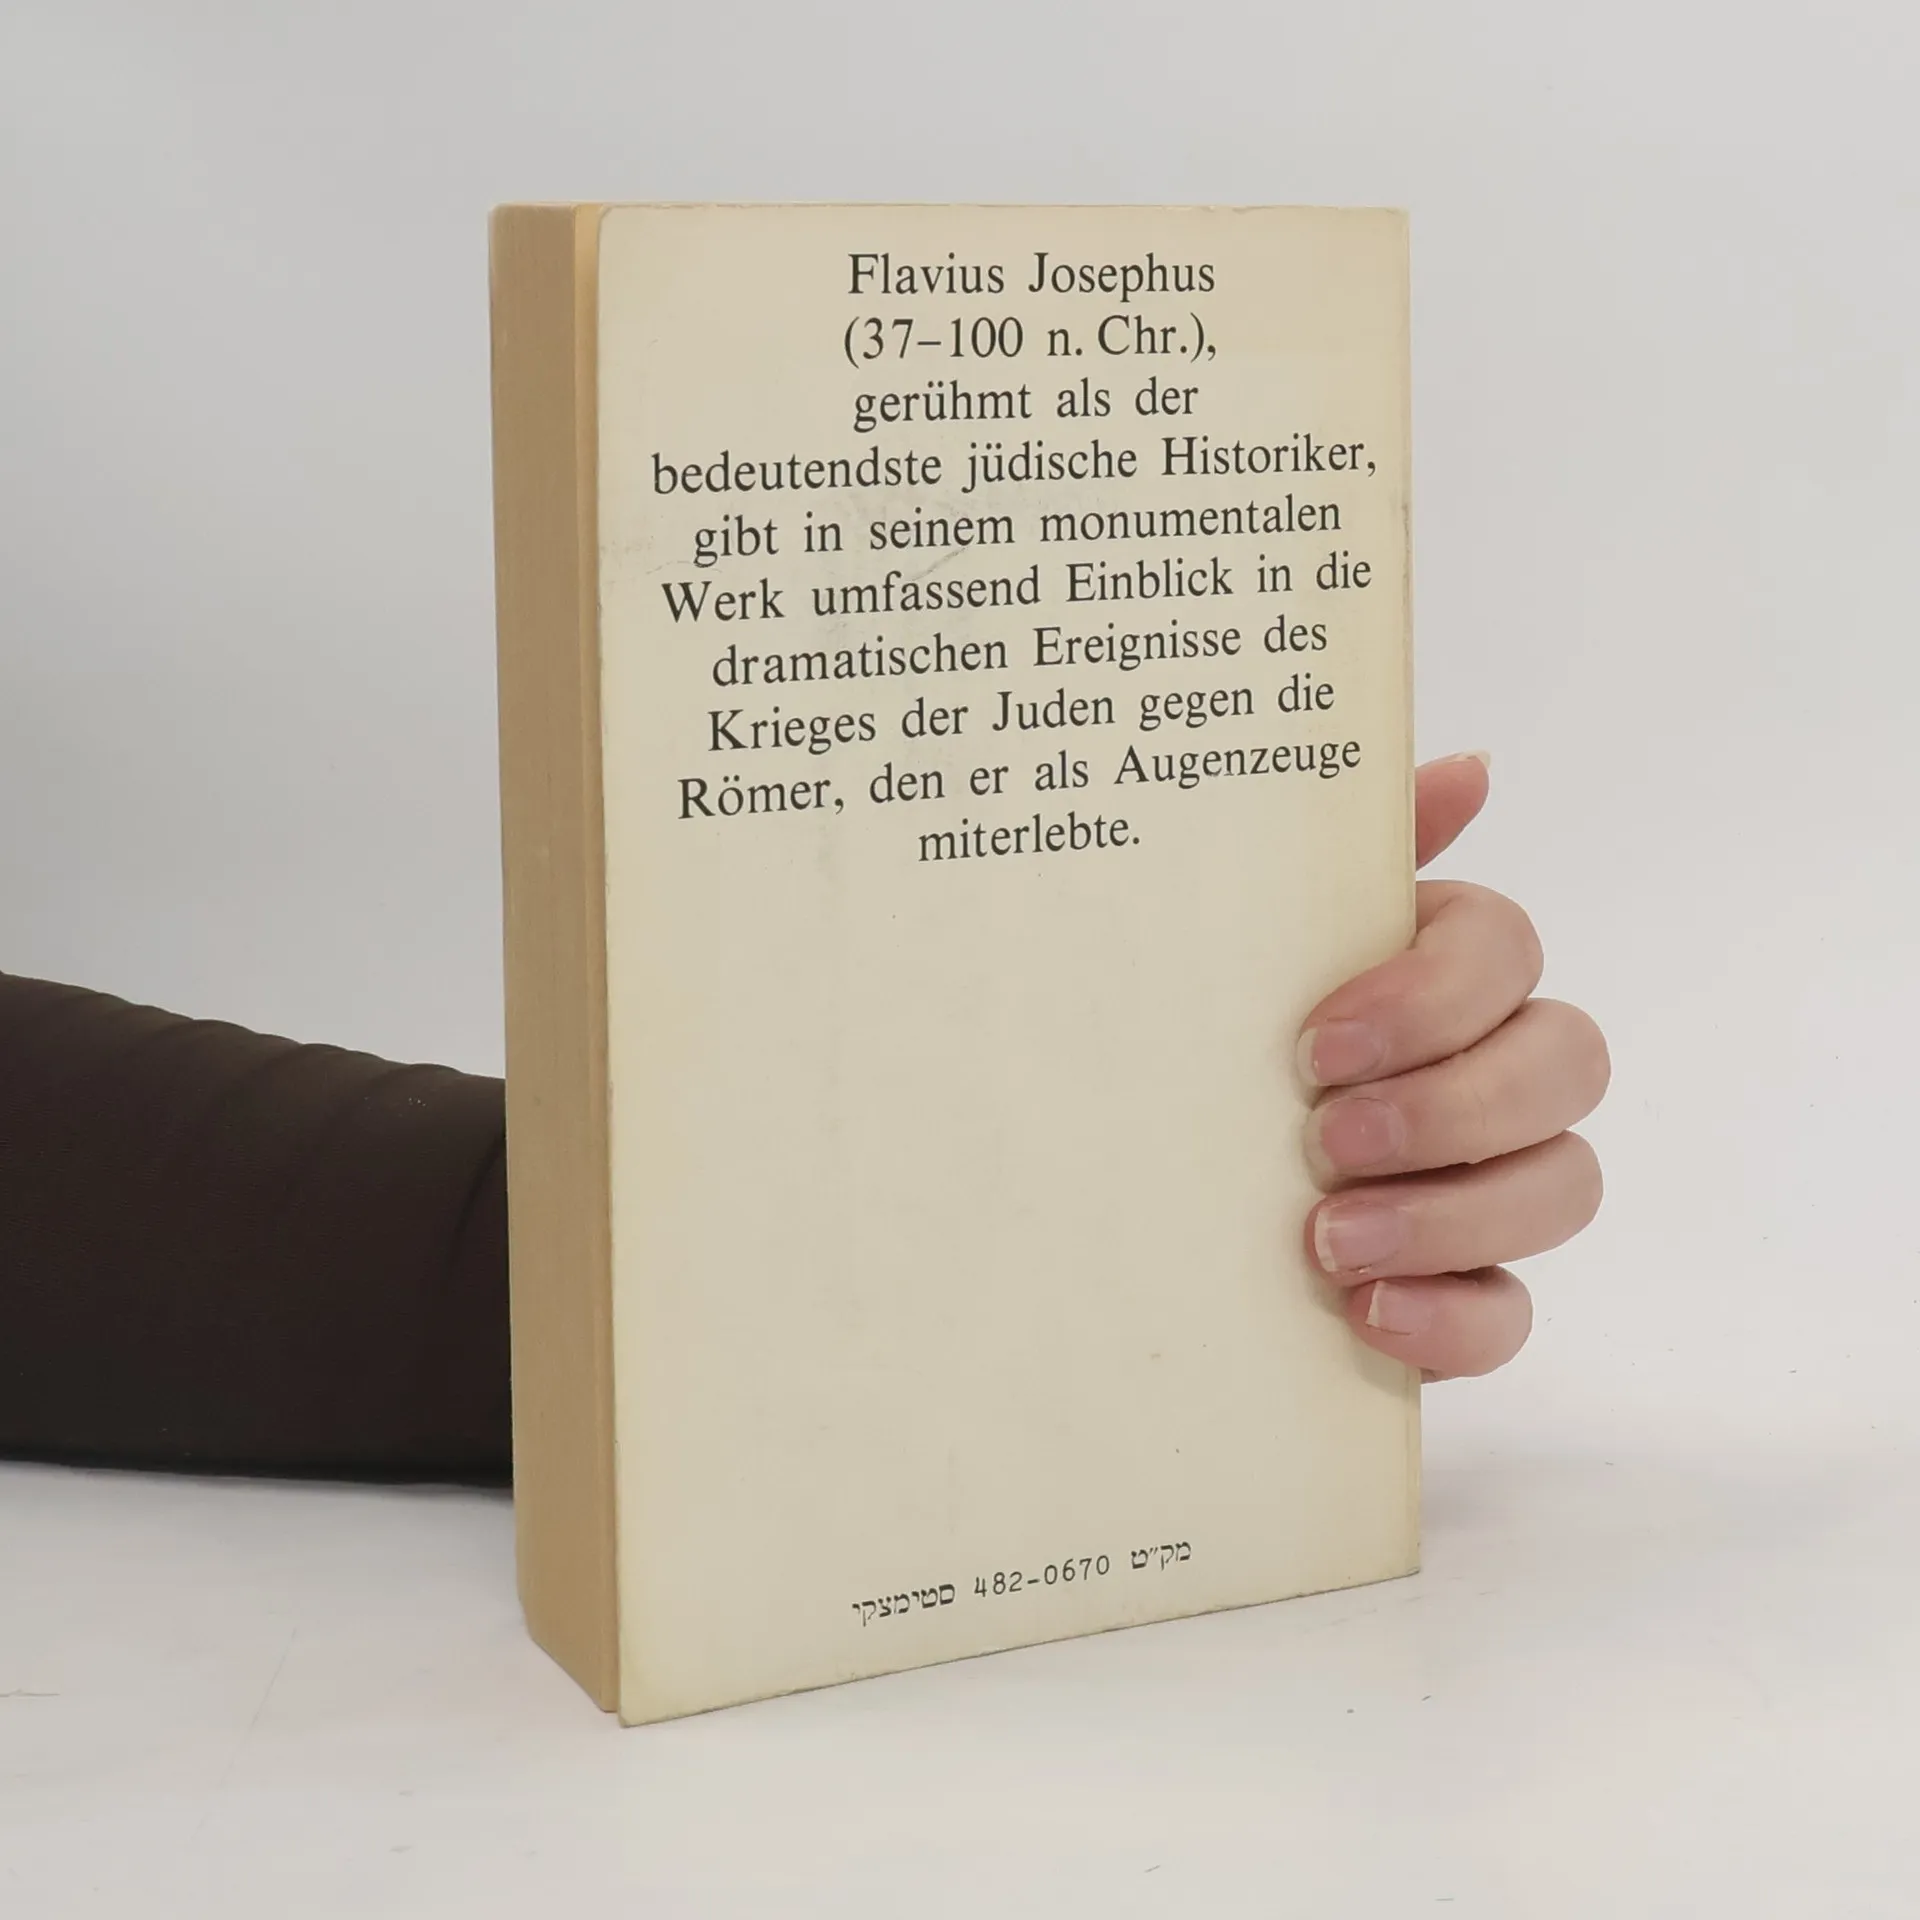 Flavius Josephus
(37–100 n. Chr.),
gerühmt als der
bedeutendste jüdische Historiker,
gibt in seinem monumentalen
Werk umfassend Einblick in die
dramatischen Ereignisse des
Krieges der Juden gegen die
Römer, den er als Augenzeuge
miterlebte.
מק״ט 482-0670 סטימצקי